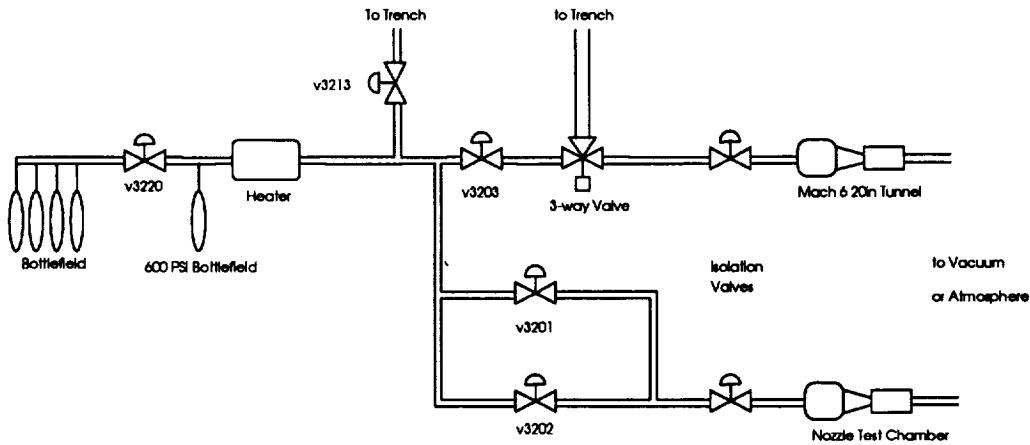 To Trench
to Trench
v3213
v3220
Heater
v3203
3-way Valve
Mach 6 20in Tunnel
Bottlefield
600 PSI Bottlefield
Isolation
Valves
to Vacuum
or Atmosphere
v3201
v3202
Nozzle Test Chamber